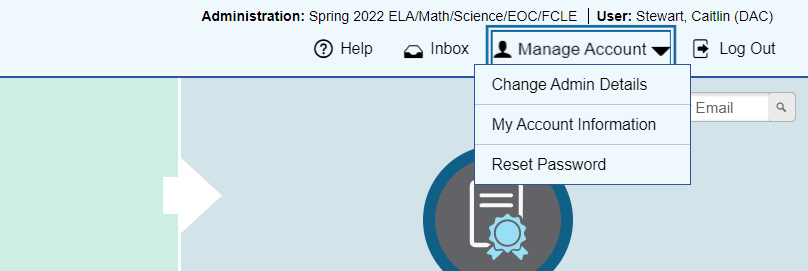 Administration: Spring 2022 ELA/Math/Science/EOC/FCLE | User: Stewart, Caitlin (DAC)
Help Inbox Manage Account Log Out
Change Admin Details
Email
My Account Information
Reset Password